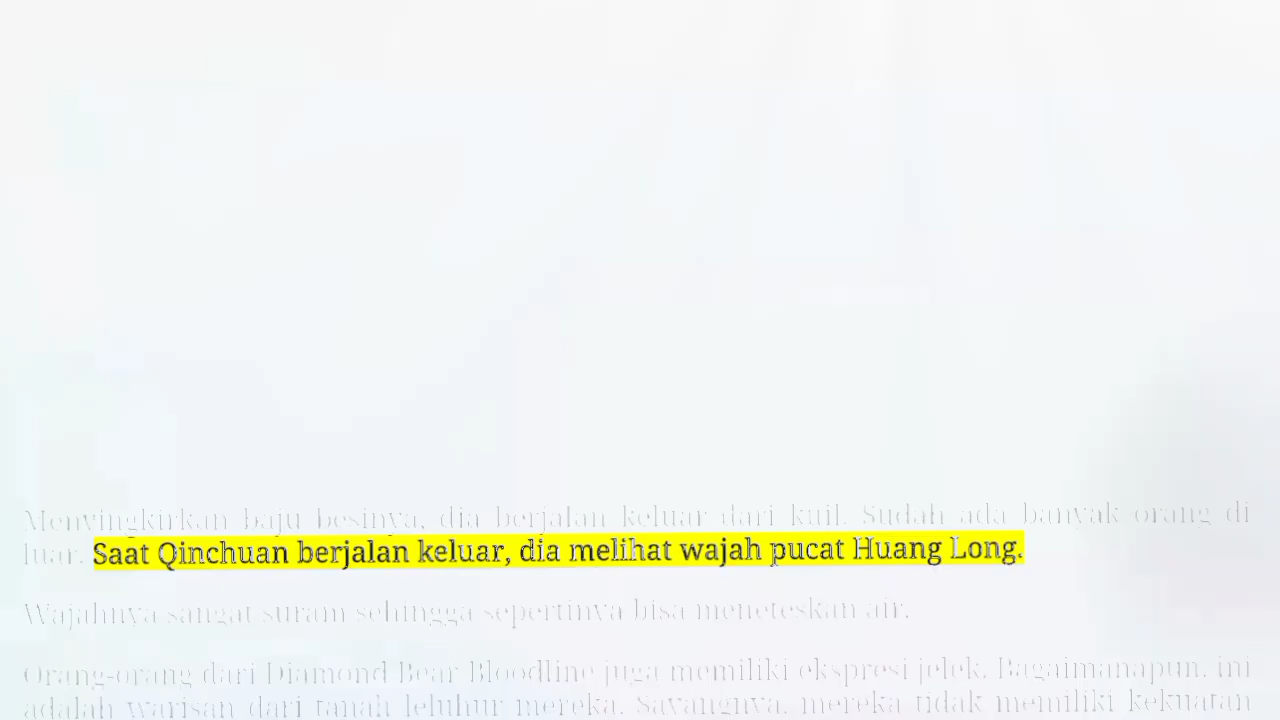 Menyingkirkan baju besinya, dia berjalan keluar dari kuil. Sudah ada banyak orang di
luar. Saat Qinchuan berjalan keluar, dia melihat wajah pucat Huang Long.
Wajahnya sangat suram sehingga sepertinya bisa meneteskan air.
Orang-orang dari Diamond Bear Bloodline juga memiliki ekspresi jelek. Bagaimanapun, ini
adalah warisan dari tanah leluhur mereka. Sayangnya, mereka tidak memiliki kekuatan